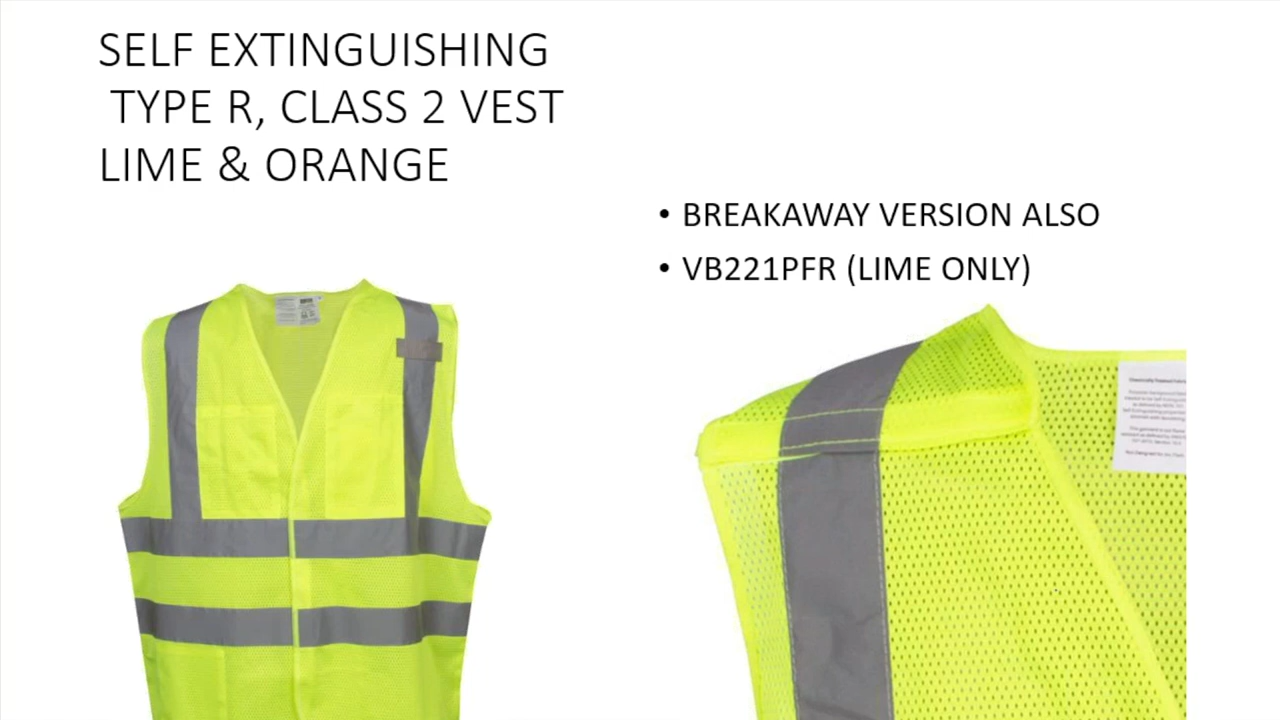 SELF EXTINGUISHING
TYPE R, CLASS 2 VEST
LIME & ORANGE
• BREAKAWAY VERSION ALSO
• VB221PFR (LIME ONLY)